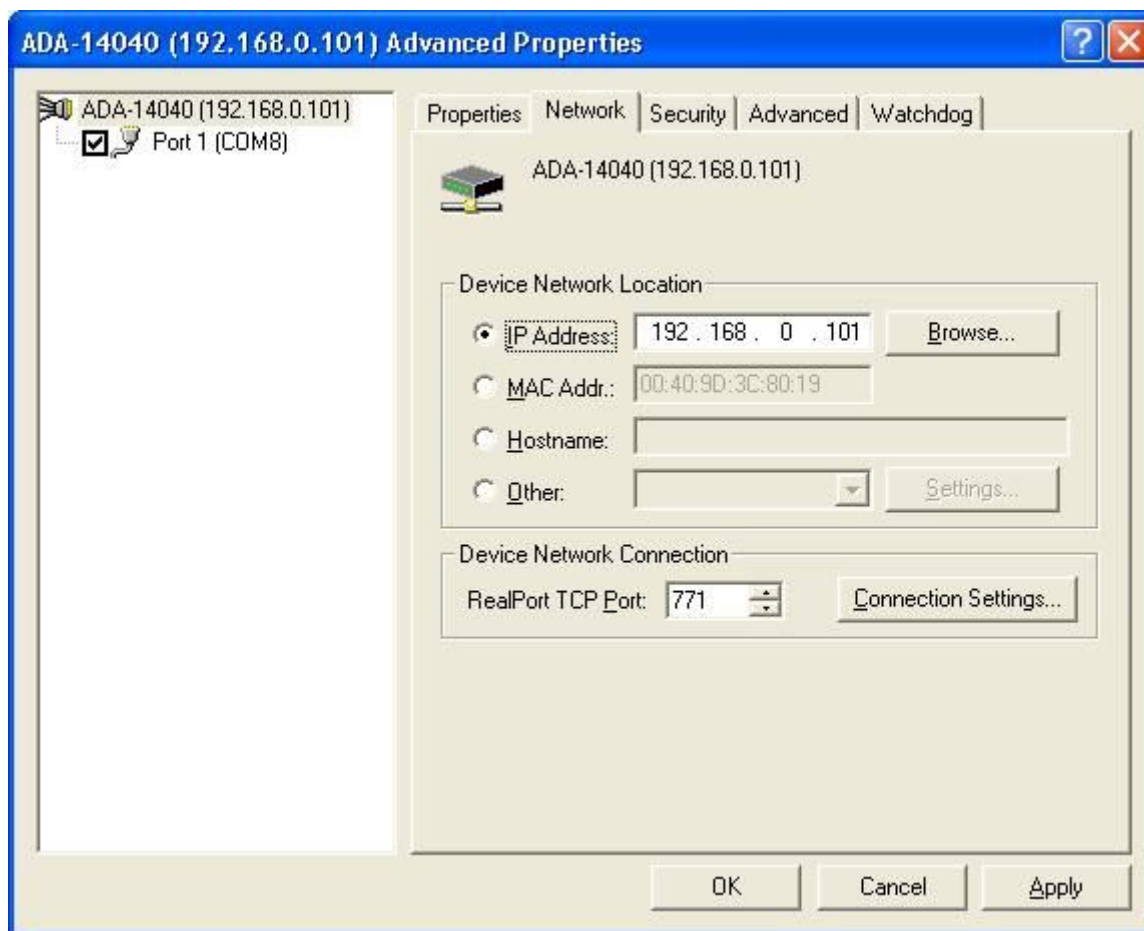 ADA-14040 (192.168.0.101) Advanced Properties
ADA-14040 (192.168.0.101)
Port 1 (COM8)
Properties Network Security Advanced Watchdog
ADA-14040 (192.168.0.101)
Device Network Location
IP Address: 192 . 168 . 0 . 101 Browse...
MAC Addr.: 00:40:9D:3C:80:19
Hostname:
Other: Settings...
Device Network Connection
RealPort TCP Port: 771 Connection Settings...
OK Cancel Apply